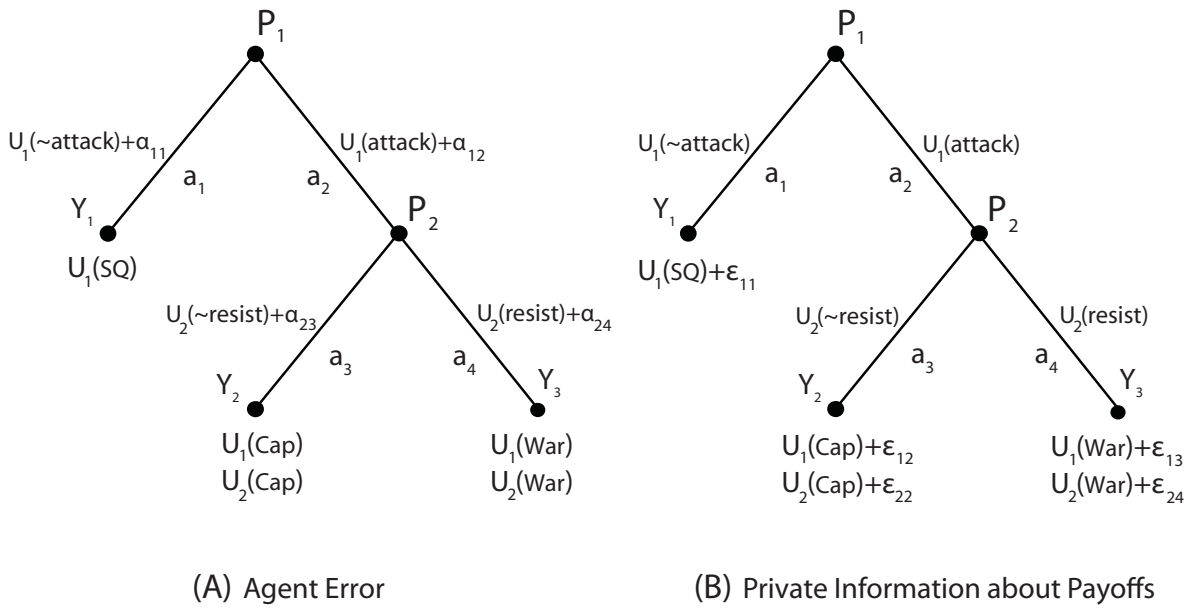 P₁
U₁(~attack)+α₁₁
U₁(attack)+α₁₂
a₁
a₂
Y₁
P₂
U₁(SQ)
U₂(~resist)+α₂₃
U₂(resist)+α₂₄
a₃
a₄
Y₂
Y₃
U₁(Cap)
U₂(Cap)
U₁(War)
U₂(War)
(A) Agent Error
P₁
U₁(~attack)
U₁(attack)
a₁
a₂
Y₁
P₂
U₁(SQ)+ε₁₁
U₂(~resist)
U₂(resist)
a₃
a₄
Y₂
Y₃
U₁(Cap)+ε₁₂
U₂(Cap)+ε₂₂
U₁(War)+ε₁₃
U₂(War)+ε₂₄
(B) Private Information about Payoffs